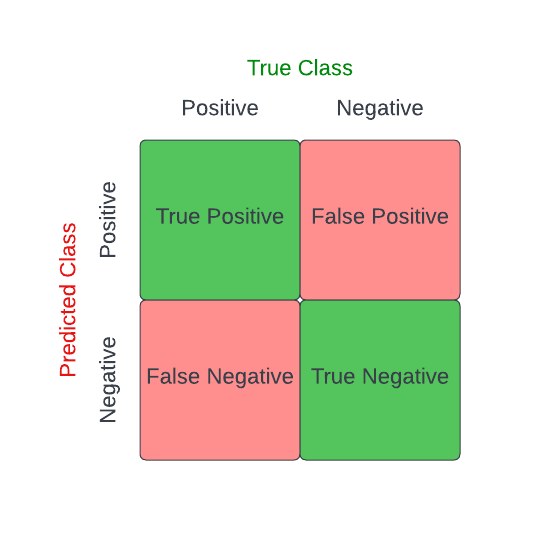 True Class
Positive Negative
Predicted Class
Positive
True Positive False Positive
Negative
False Negative True Negative